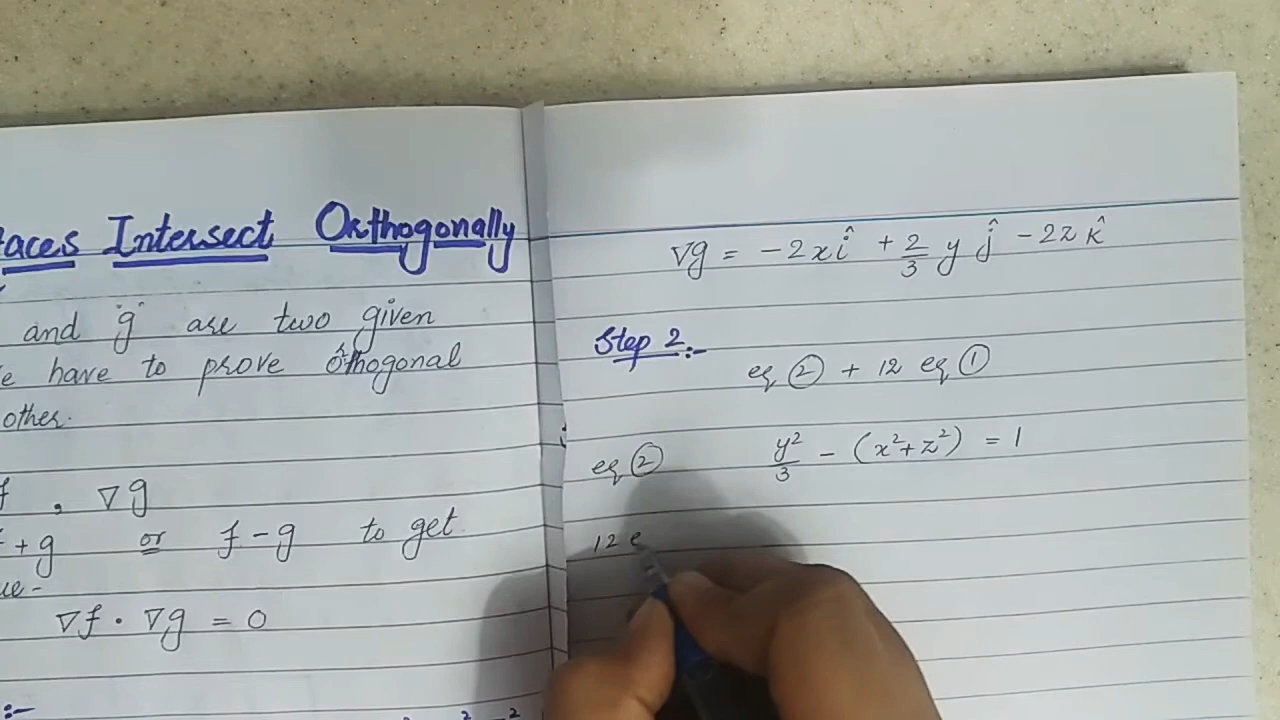 Intersect Orthogonally
and "g" are two given
have to prove orthogonal
other.
, ∇g
+g or f-g to get
∇f · ∇g = 0
:-
∇g = -2xî + 2/3 y ĵ - 2z k̂
Step 2:-
eq ② + 12 eq ①
eq ② y²/3 - (x²+z²) = 1
12 e